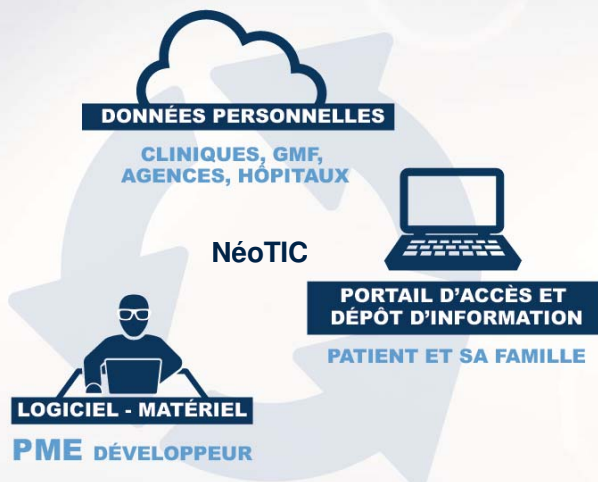 DONNÉES PERSONNELLES
CLINIQUES, GMF,
AGENCES, HÔPITAUX
NéoTIC
PORTAIL D'ACCÈS ET
DÉPÔT D'INFORMATION
PATIENT ET SA FAMILLE
LOGICIEL - MATÉRIEL
PME DÉVELOPPEUR